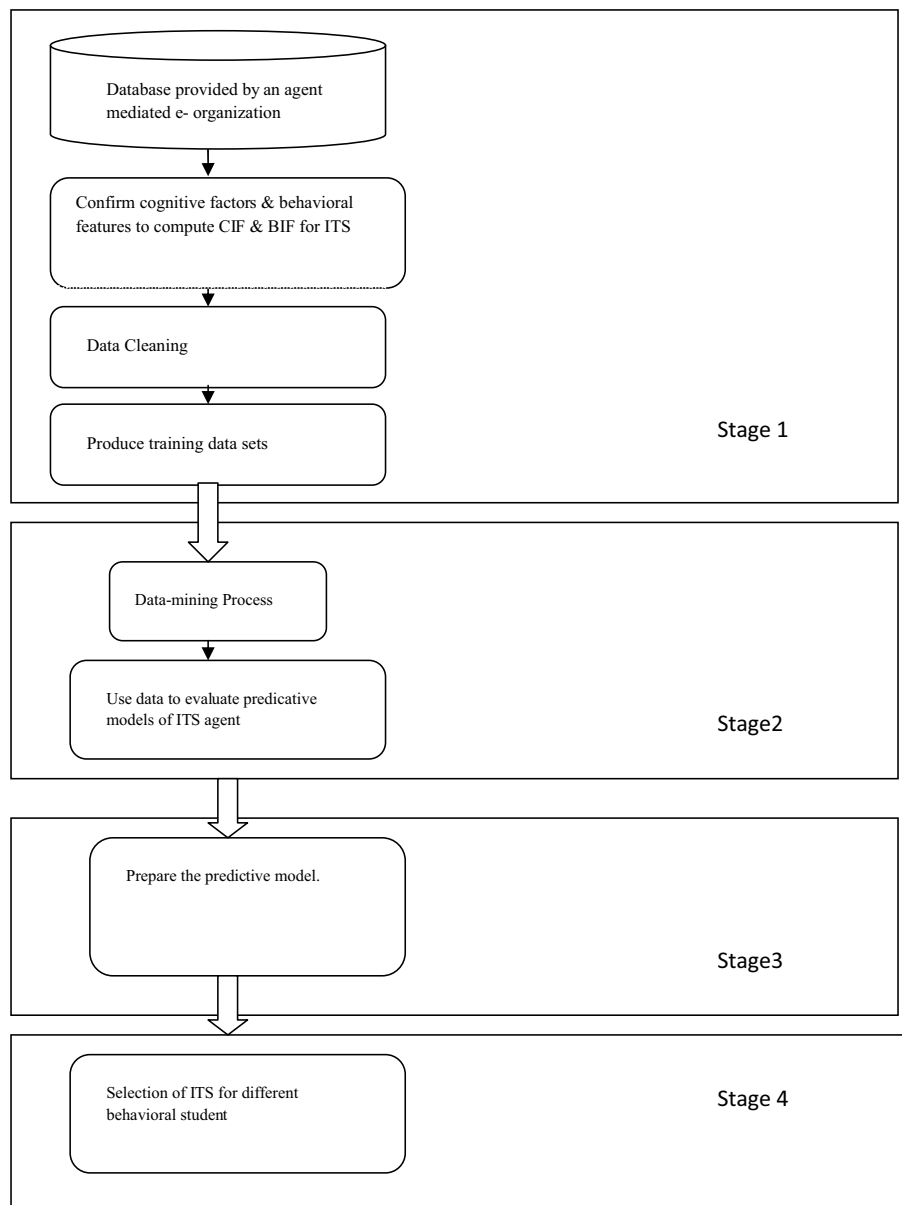 Database provided by an agent
mediated e- organization
Confirm cognitive factors & behavioral
features to compute CIF & BIF for ITS
Data Cleaning
Produce training data sets
Stage 1
Data-mining Process
Use data to evaluate predicative
models of ITS agent
Stage2
Prepare the predictive model.
Stage3
Selection of ITS for different
behavioral student
Stage 4